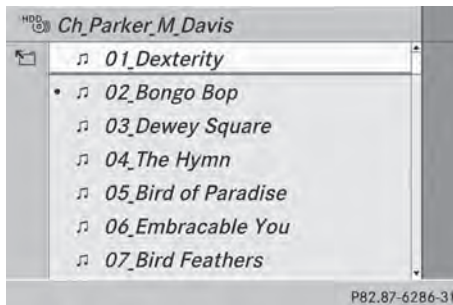 HDD Ch_Parker_M_Davis
01_Dexterity
02_Bongo Bop
03_Dewey Square
04_The Hymn
05_Bird of Paradise
06_Embracable You
07_Bird Feathers
P82.87-6286-31